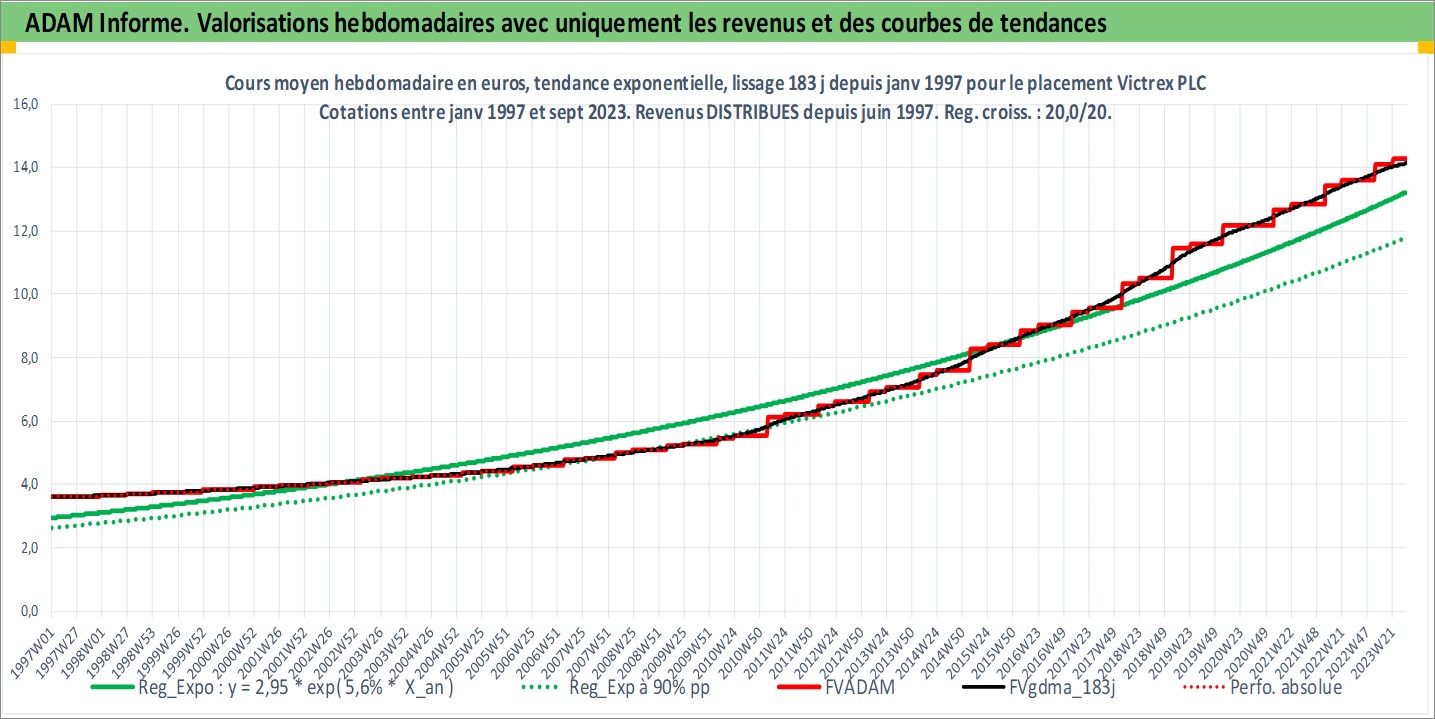 ADAM Informe. Valorisations hebdomadaires avec uniquement les revenus et des courbes de tendances
Cours moyen hebdomadaire en euros, tendance exponentielle, lissage 183 j depuis janv 1997 pour le placement Victrex PLC
Cotations entre janv 1997 et sept 2023. Revenus DISTRIBUES depuis juin 1997. Reg. croiss. : 20,0/20.
16,0
14,0
12,0
10,0
8,0
6,0
4,0
2,0
0,0
1997W01
1997W27
1998W01
1998W27
1998W53
1999W26
1999W52
2000W26
2000W52
2001W26
2001W52
2002W26
2002W52
2003W26
2003W52
2004W26
2004W52
2005W25
2005W51
2006W25
2006W51
2007W25
2007W51
2008W25
2008W51
2009W25
2009W51
2010W24
2010W50
2011W24
2011W50
2012W24
2012W50
2013W24
2013W50
2014W24
2014W50
2015W24
2015W50
2016W23
2016W49
2017W23
2017W49
2018W23
2018W49
2019W23
2019W49
2020W23
2020W49
2021W22
2021W48
2022W21
2022W47
2023W21
Reg_Expo : y = 2,95 * exp( 5,6% * X_an )
Reg_Exp à 90% pp
FVADAM
FVgdma_183j
Perfo. absolue